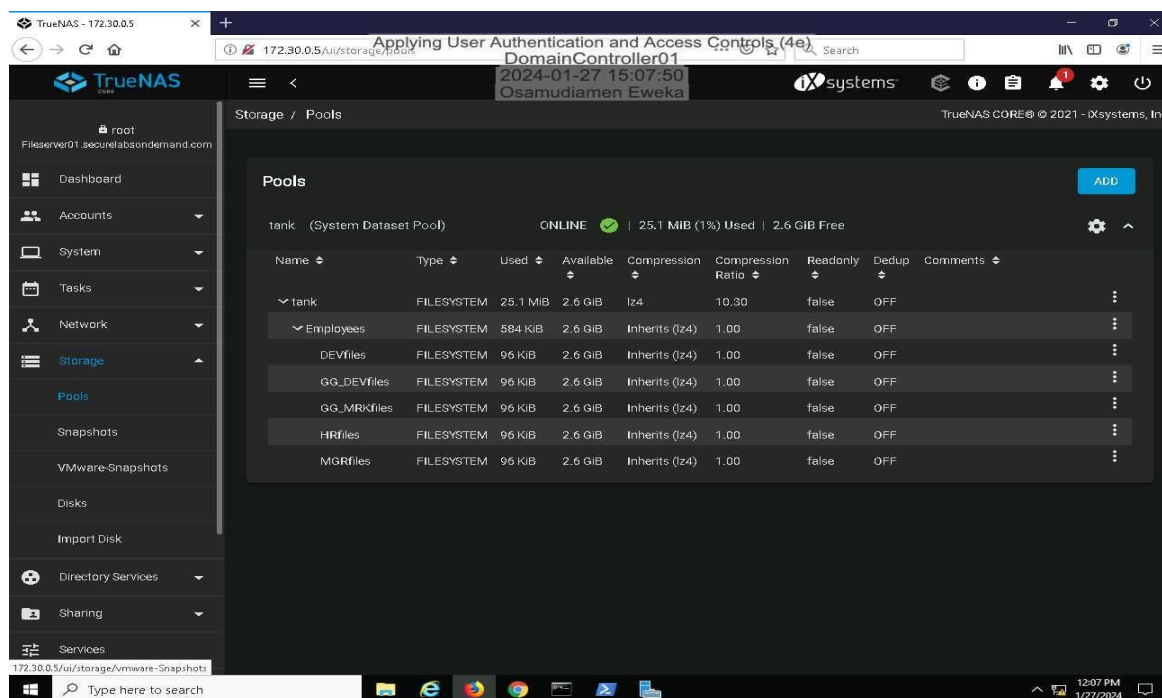 TrueNAS - 172.30.0.5
172.30.0.5/ui/storage/pools
Search
Applying User Authentication and Access Controls (4e)
DomainController01
2024-01-27 15:07:50
Osamudiamen Eweka
TrueNAS
CORE
iXsystems
1
root
Fileserver01.securelabsondemand.com
Storage / Pools
TrueNAS CORE® © 2021 - iXsystems, In
Dashboard
Accounts
System
Tasks
Network
Storage
Pools
Snapshots
VMware-Snapshots
Disks
Import Disk
Directory Services
Sharing
Services
172.30.0.5/ui/storage/vmware-Snapshots
Pools
ADD
tank (System Dataset Pool) ONLINE | 25.1 MiB (1%) Used | 2.6 GiB Free
Name Type Used Available Compression Compression Ratio Readonly Dedup Comments
tank FILESYSTEM 25.1 MiB 2.6 GiB lz4 10.30 false OFF
Employees FILESYSTEM 584 KiB 2.6 GiB Inherits (lz4) 1.00 false OFF
DEVfiles FILESYSTEM 96 KiB 2.6 GiB Inherits (lz4) 1.00 false OFF
GG_DEVfiles FILESYSTEM 96 KiB 2.6 GiB Inherits (lz4) 1.00 false OFF
GG_MRKfiles FILESYSTEM 96 KiB 2.6 GiB Inherits (lz4) 1.00 false OFF
HRfiles FILESYSTEM 96 KiB 2.6 GiB Inherits (lz4) 1.00 false OFF
MGRfiles FILESYSTEM 96 KiB 2.6 GiB Inherits (lz4) 1.00 false OFF
Type here to search
12:07 PM
1/27/2024